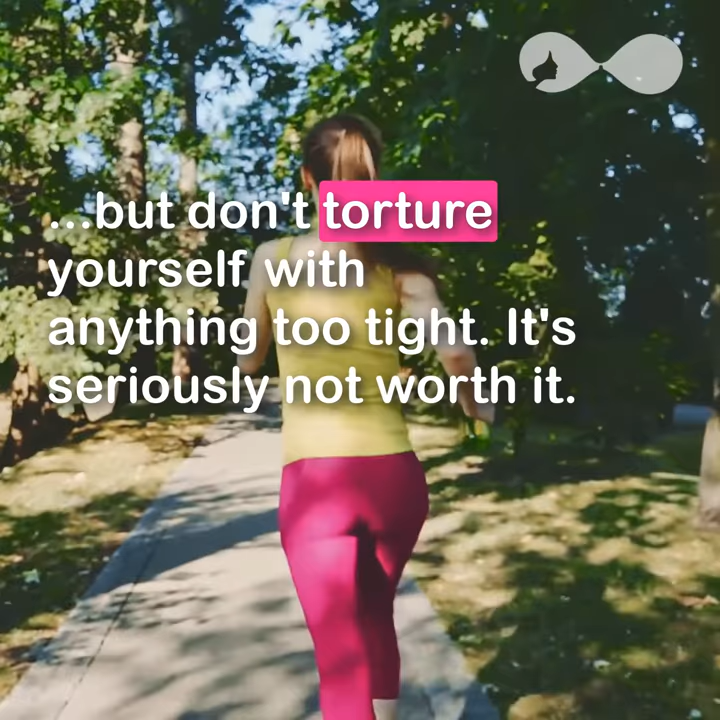 ...but don't torture
yourself with
anything too tight. It's
seriously not worth it.